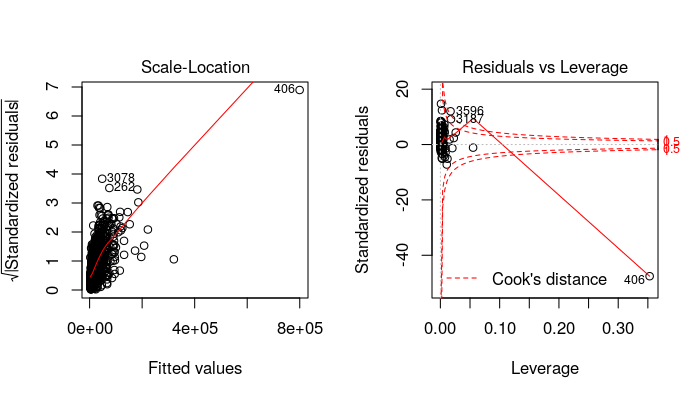 Scale-Location
√|Standardized residuals|
7
6
5
4
3
2
1
0
406
3078
262
0e+00
4e+05
8e+05
Fitted values
Residuals vs Leverage
Standardized residuals
20
0
-20
-40
3596
3187
406
Cook's distance
0.5
0.5
0.00
0.10
0.20
0.30
Leverage